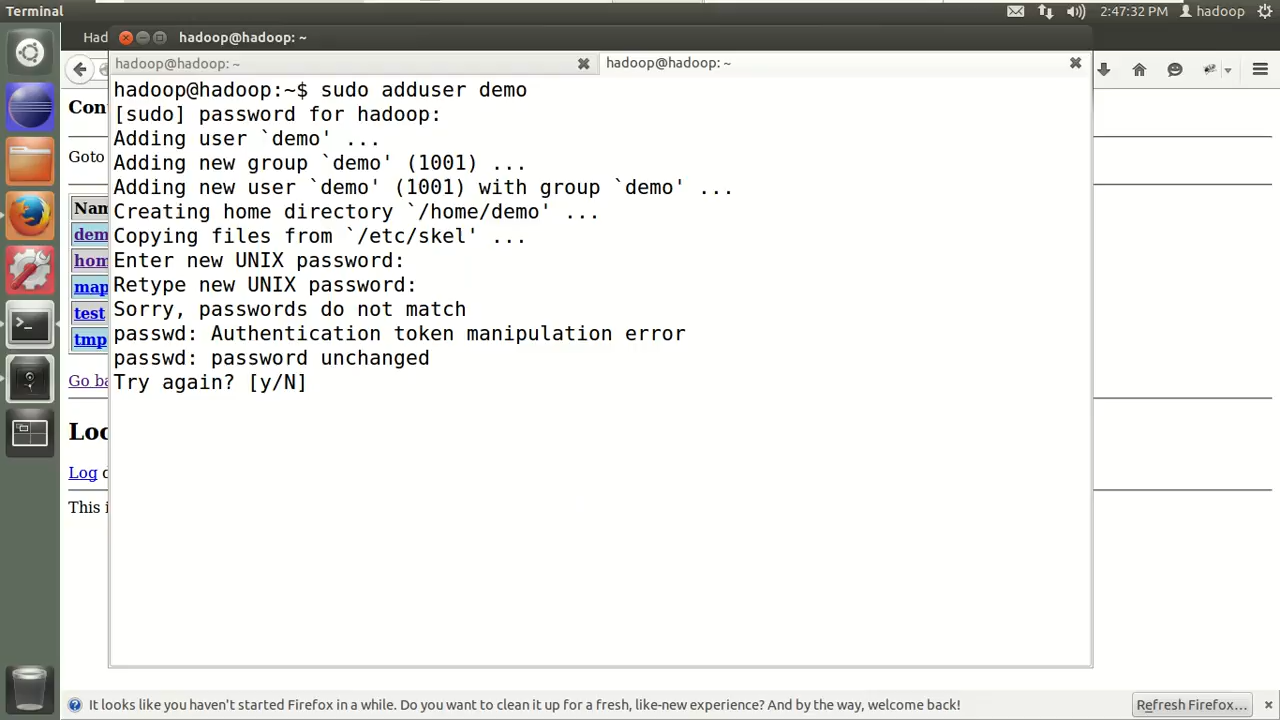 Terminal
2:47:32 PM
hadoop
Had
hadoop@hadoop: ~
hadoop@hadoop: ~
hadoop@hadoop: ~
hadoop@hadoop:~$ sudo adduser demo
[sudo] password for hadoop:
Adding user `demo' ...
Adding new group `demo' (1001) ...
Adding new user `demo' (1001) with group `demo' ...
Creating home directory `/home/demo' ...
Copying files from `/etc/skel' ...
Enter new UNIX password:
Retype new UNIX password:
Sorry, passwords do not match
passwd: Authentication token manipulation error
passwd: password unchanged
Try again? [y/N]
Con
Goto
Nam
dem
hom
map
test
tmp
Go ba
Loc
Log d
This i
It looks like you haven't started Firefox in a while. Do you want to clean it up for a fresh, like-new experience? And by the way, welcome back!
Refresh Firefox...